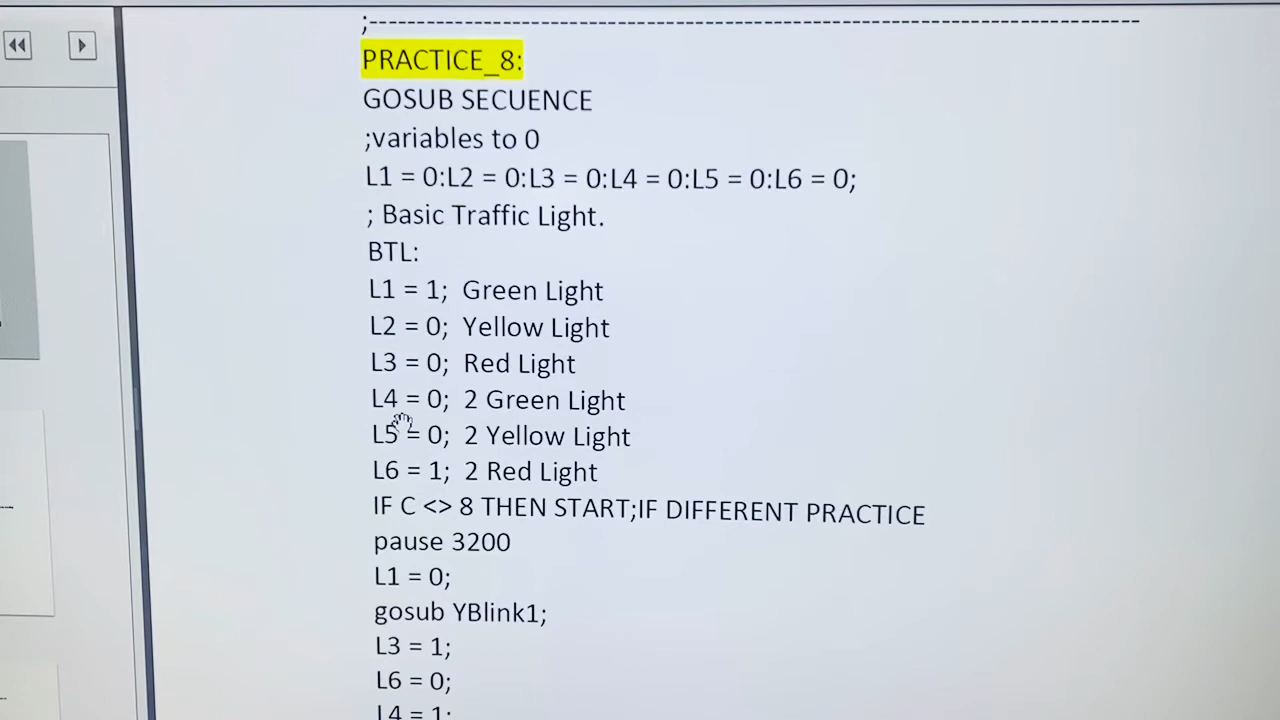 ;--------------------------------------------------------------------------------
PRACTICE_8:
GOSUB SECUENCE
;variables to 0
L1 = 0:L2 = 0:L3 = 0:L4 = 0:L5 = 0:L6 = 0;
; Basic Traffic Light.
BTL:
L1 = 1;  Green Light
L2 = 0;  Yellow Light
L3 = 0;  Red Light
L4 = 0;  2 Green Light
L5 = 0;  2 Yellow Light
L6 = 1;  2 Red Light
IF C <> 8 THEN START;IF DIFFERENT PRACTICE
pause 3200
L1 = 0;
gosub YBlink1;
L3 = 1;
L6 = 0;
L4 = 1;